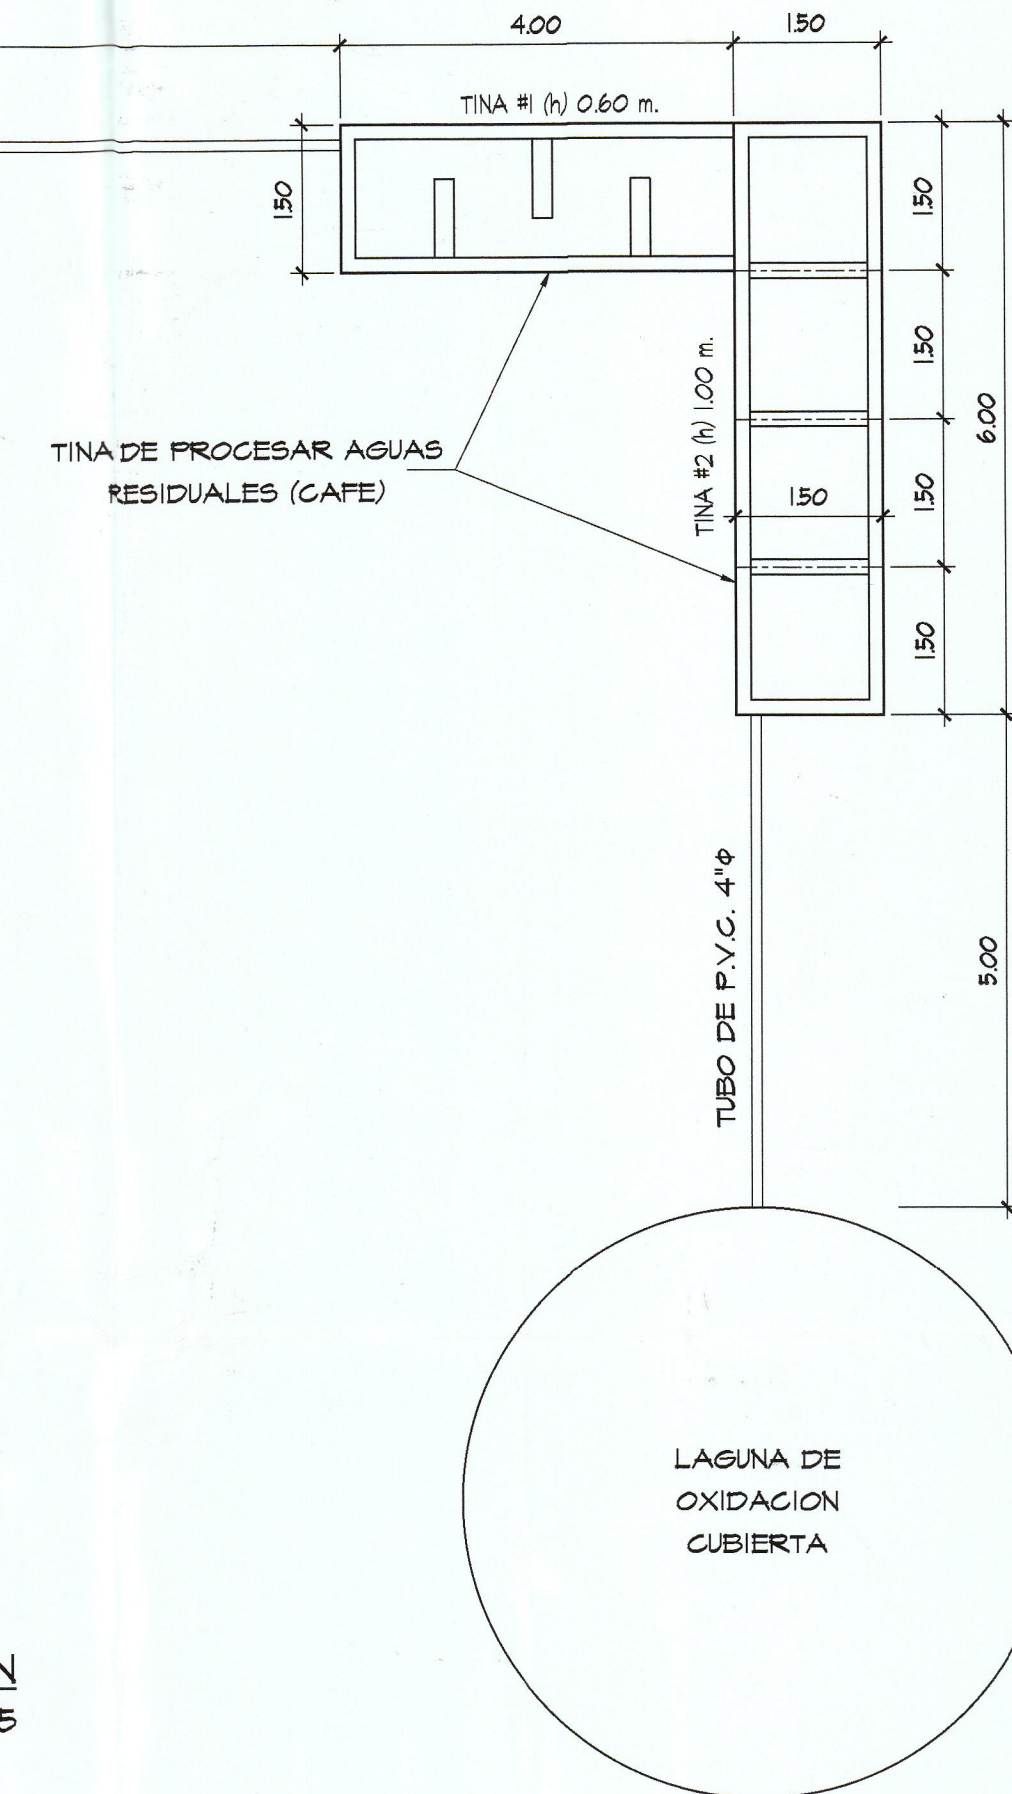 4.00
1.50
TINA #1 (h) 0.60 m.
1.50
1.50
1.50
TINA #2 (h) 1.00 m.
6.00
TINA DE PROCESAR AGUAS
RESIDUALES (CAFE)
1.50
1.50
1.50
TUBO DE P.V.C. 4"Φ
5.00
LAGUNA DE
OXIDACION
CUBIERTA